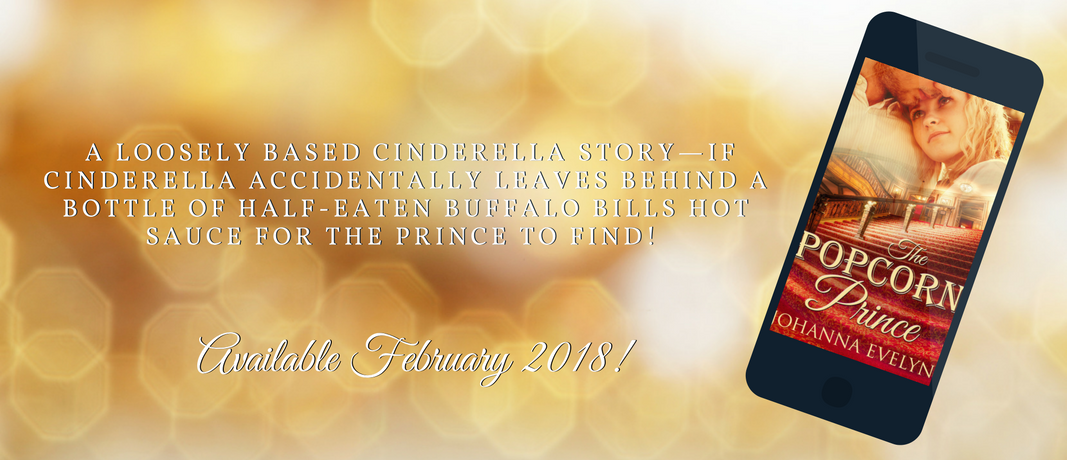 A LOOSELY BASED CINDERELLA STORY—IF
CINDERELLA ACCIDENTALLY LEAVES BEHIND A
BOTTLE OF HALF-EATEN BUFFALO BILLS HOT
SAUCE FOR THE PRINCE TO FIND!
Available February 2018!
The
POPCORN
Prince
JOHANNA EVELYN